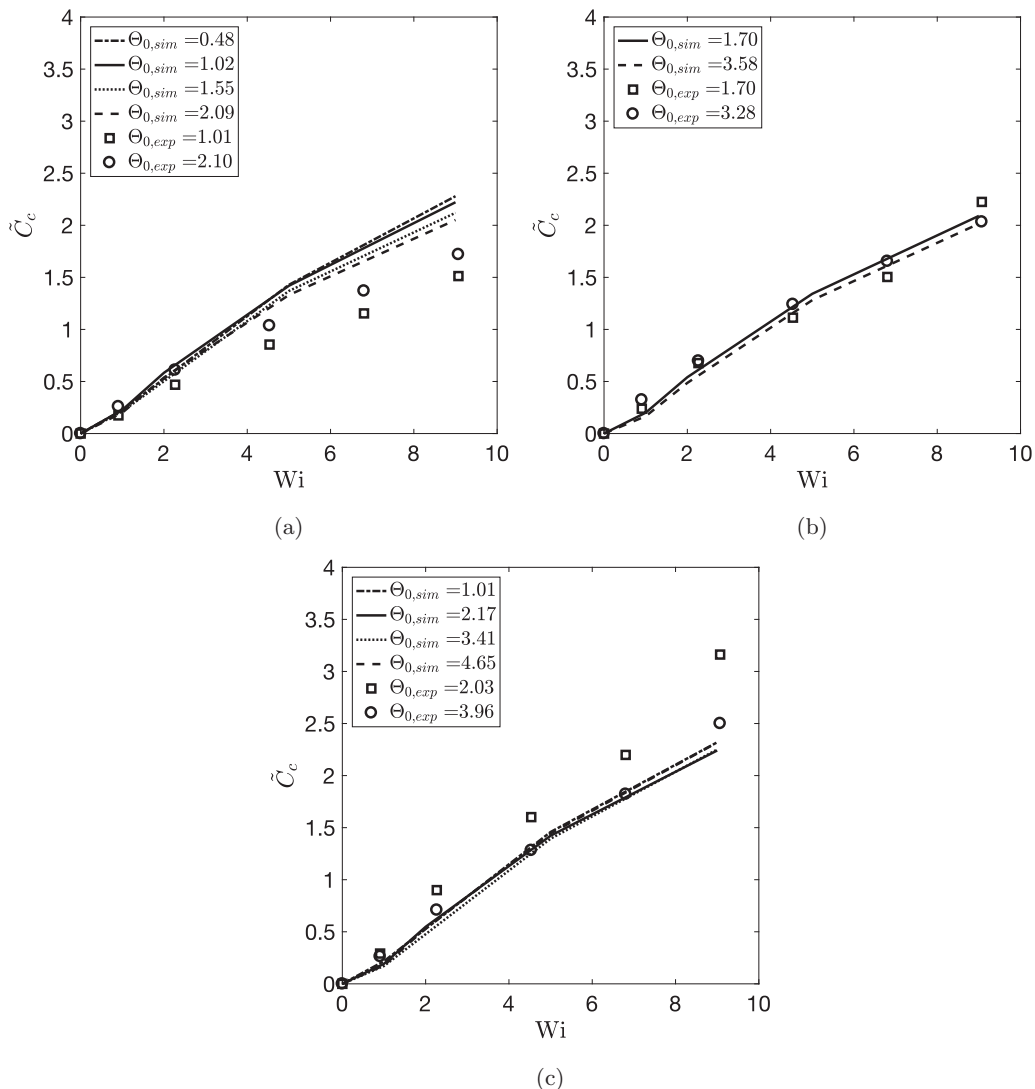 4
3.5
3
2.5
2
1.5
1
0.5
0
C̃c
Θ0,sim =0.48
Θ0,sim =1.02
Θ0,sim =1.55
Θ0,sim =2.09
Θ0,exp =1.01
Θ0,exp =2.10
0 2 4 6 8 10
Wi
(a)
4
3.5
3
2.5
2
1.5
1
0.5
0
C̃c
Θ0,sim =1.70
Θ0,sim =3.58
Θ0,exp =1.70
Θ0,exp =3.28
0 2 4 6 8 10
Wi
(b)
4
3.5
3
2.5
2
1.5
1
0.5
0
C̃c
Θ0,sim =1.01
Θ0,sim =2.17
Θ0,sim =3.41
Θ0,sim =4.65
Θ0,exp =2.03
Θ0,exp =3.96
0 2 4 6 8 10
Wi
(c)